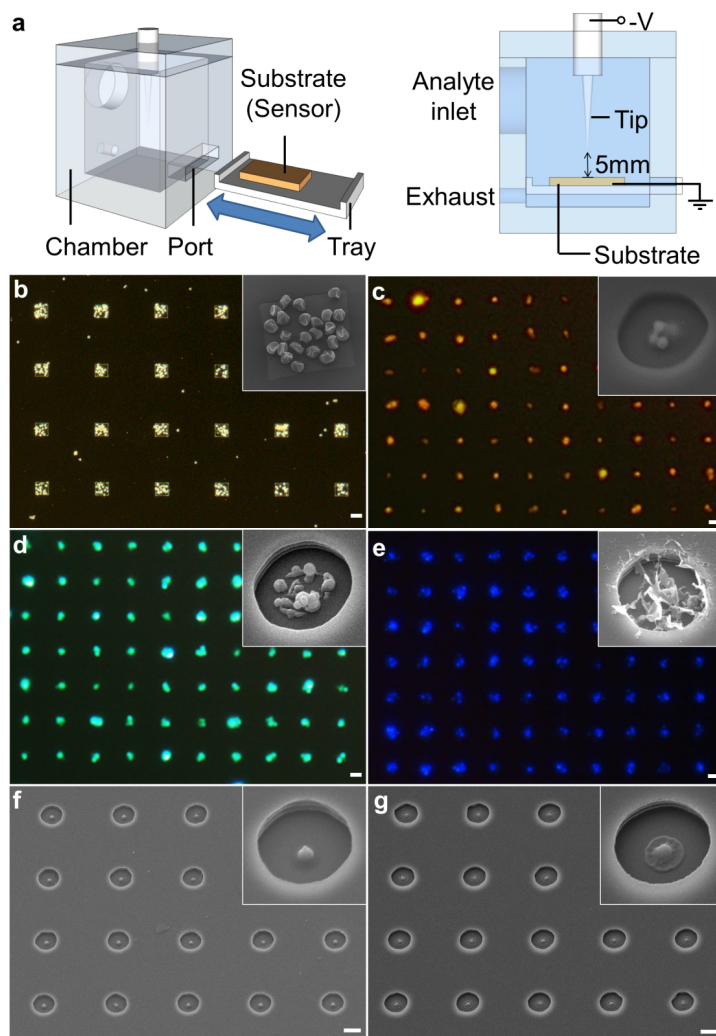 a
Substrate
(Sensor)
Chamber
Port
Tray
-V
Analyte
inlet
Tip
5mm
Exhaust
Substrate
b
c
d
e
f
g